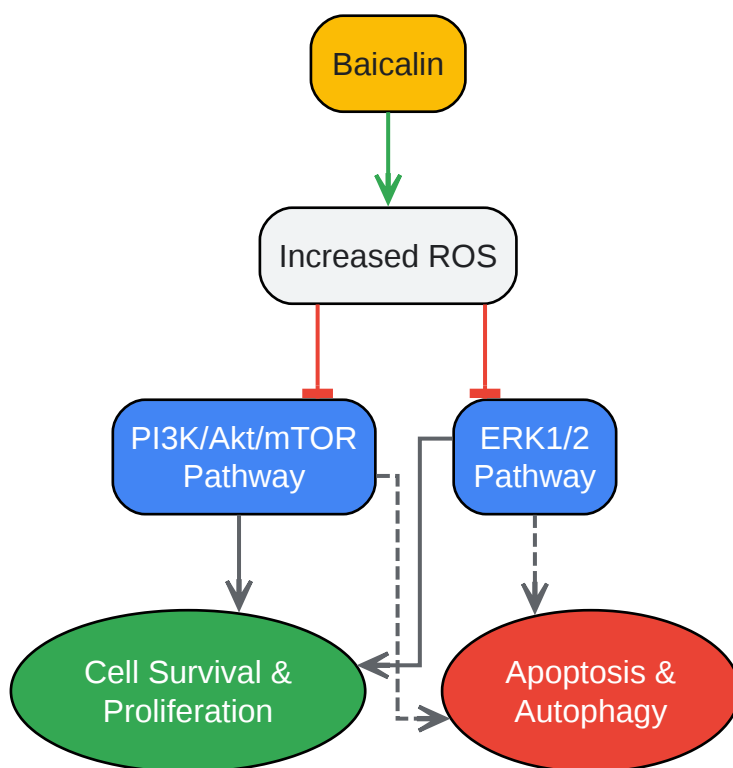 Baicalin
Increased ROS
PI3K/Akt/mTOR
Pathway
ERK1/2
Pathway
Cell Survival &
Proliferation
Apoptosis &
Autophagy